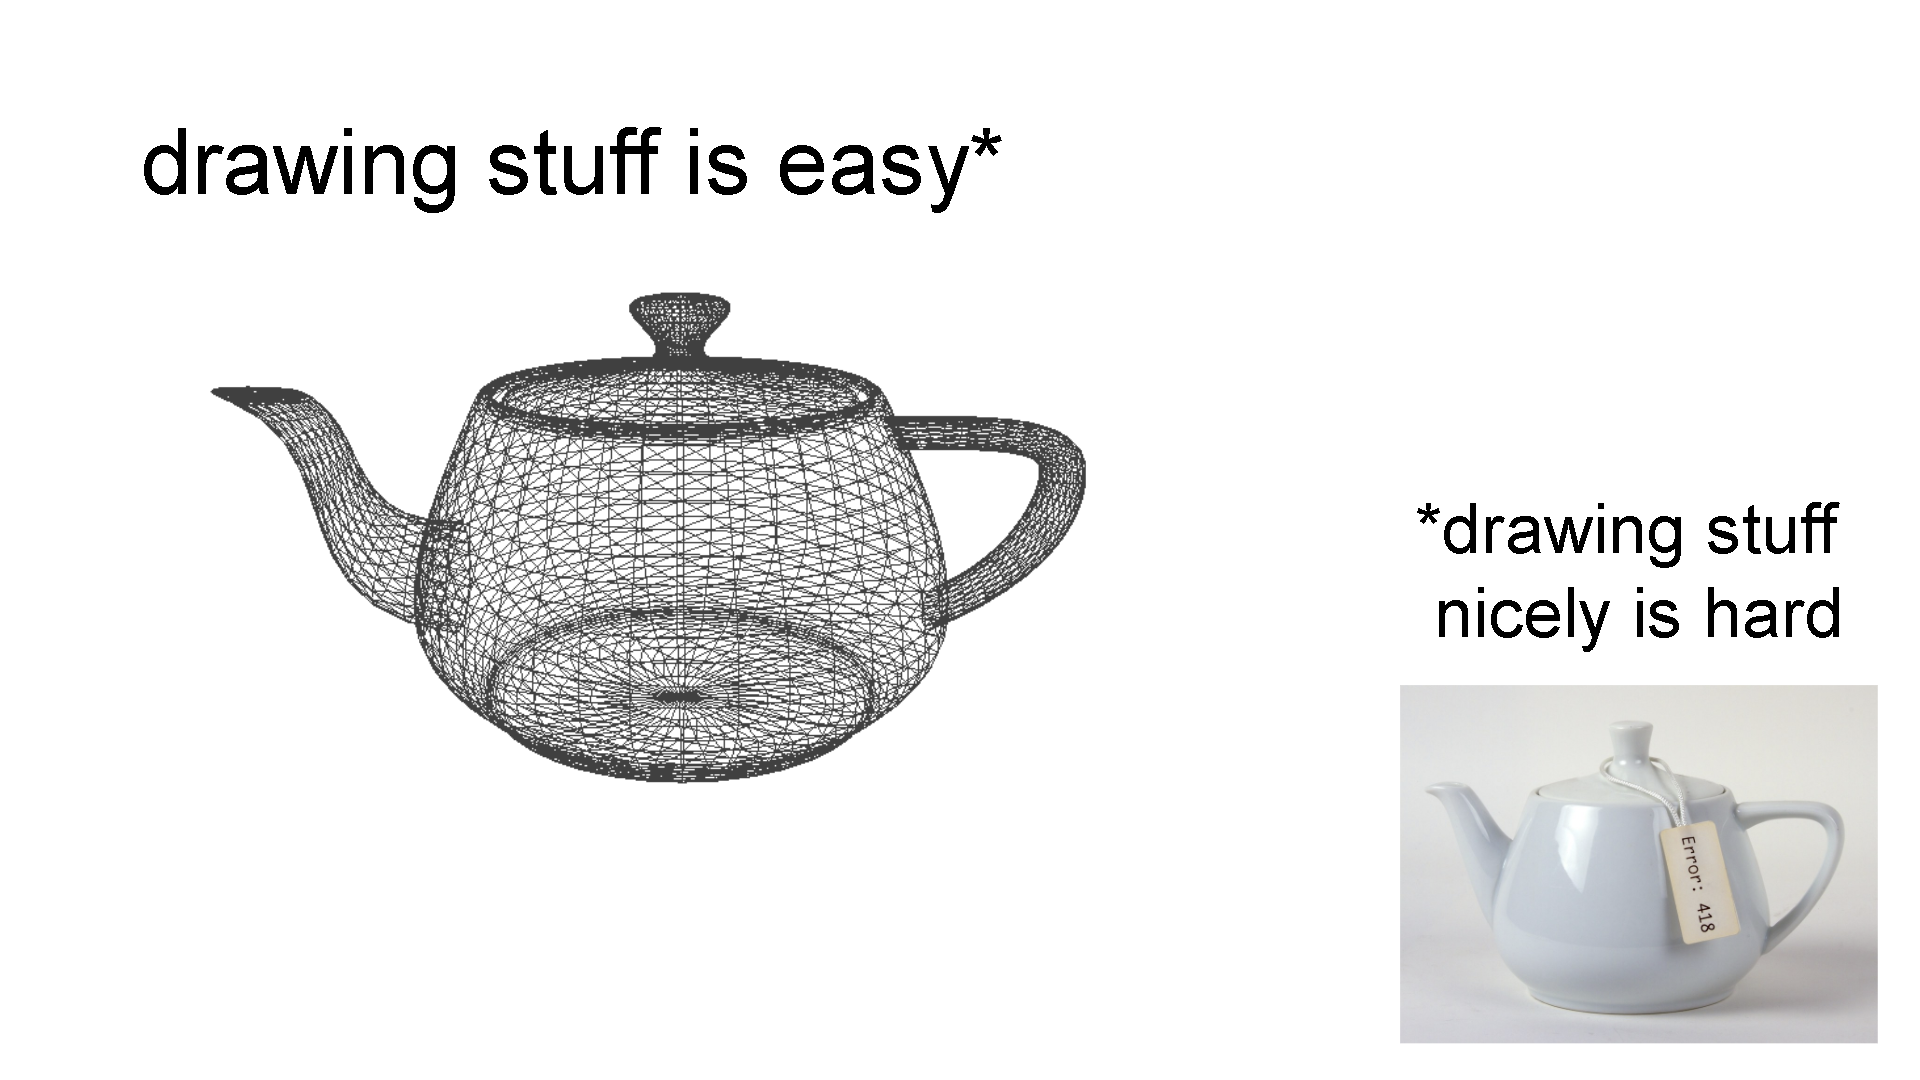 drawing stuff is easy*
*drawing stuff
nicely is hard
Error: 418